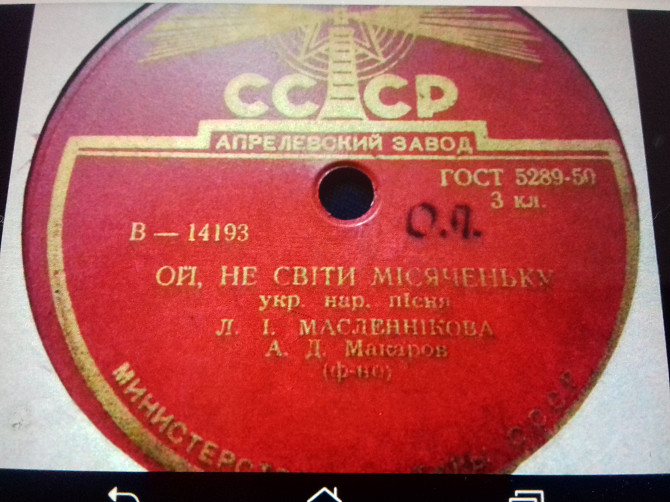 СССР
АПРЕЛЕВСКИЙ ЗАВОД
ГОСТ 5289-50
3 кл.
В — 14193
О.Я.
ОЙ, НЕ СВІТИ МІСЯЧЕНЬКУ
укр. нар. пісня
Л. І. МАСЛЕННІКОВА
А. Д. Макаров
(ф-но)
СССР